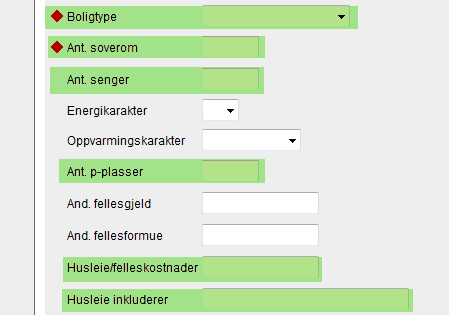 Boligtype
Ant. soverom
Ant. senger
Energikarakter
Oppvarmingskarakter
Ant. p-plasser
And. fellesgjeld
And. fellesformue
Husleie/felleskostnader
Husleie inkluderer